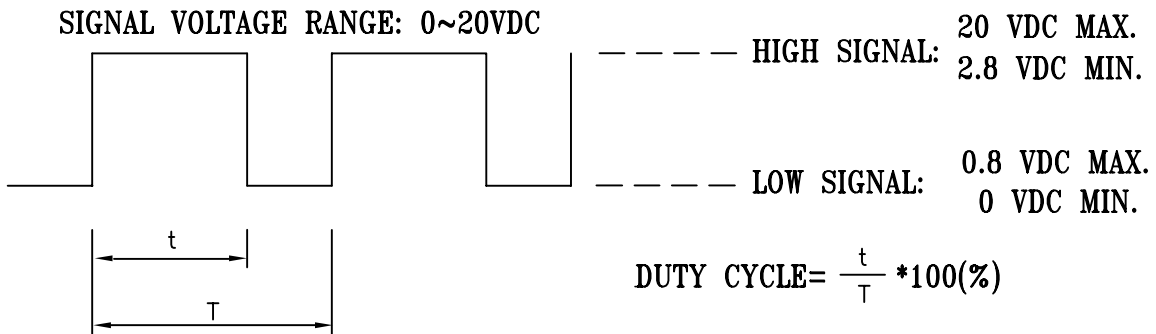 SIGNAL VOLTAGE RANGE: 0~20VDC
HIGH SIGNAL: 20 VDC MAX.
2.8 VDC MIN.
LOW SIGNAL: 0.8 VDC MAX.
0 VDC MIN.
t
T
DUTY CYCLE= t/T *100(%)